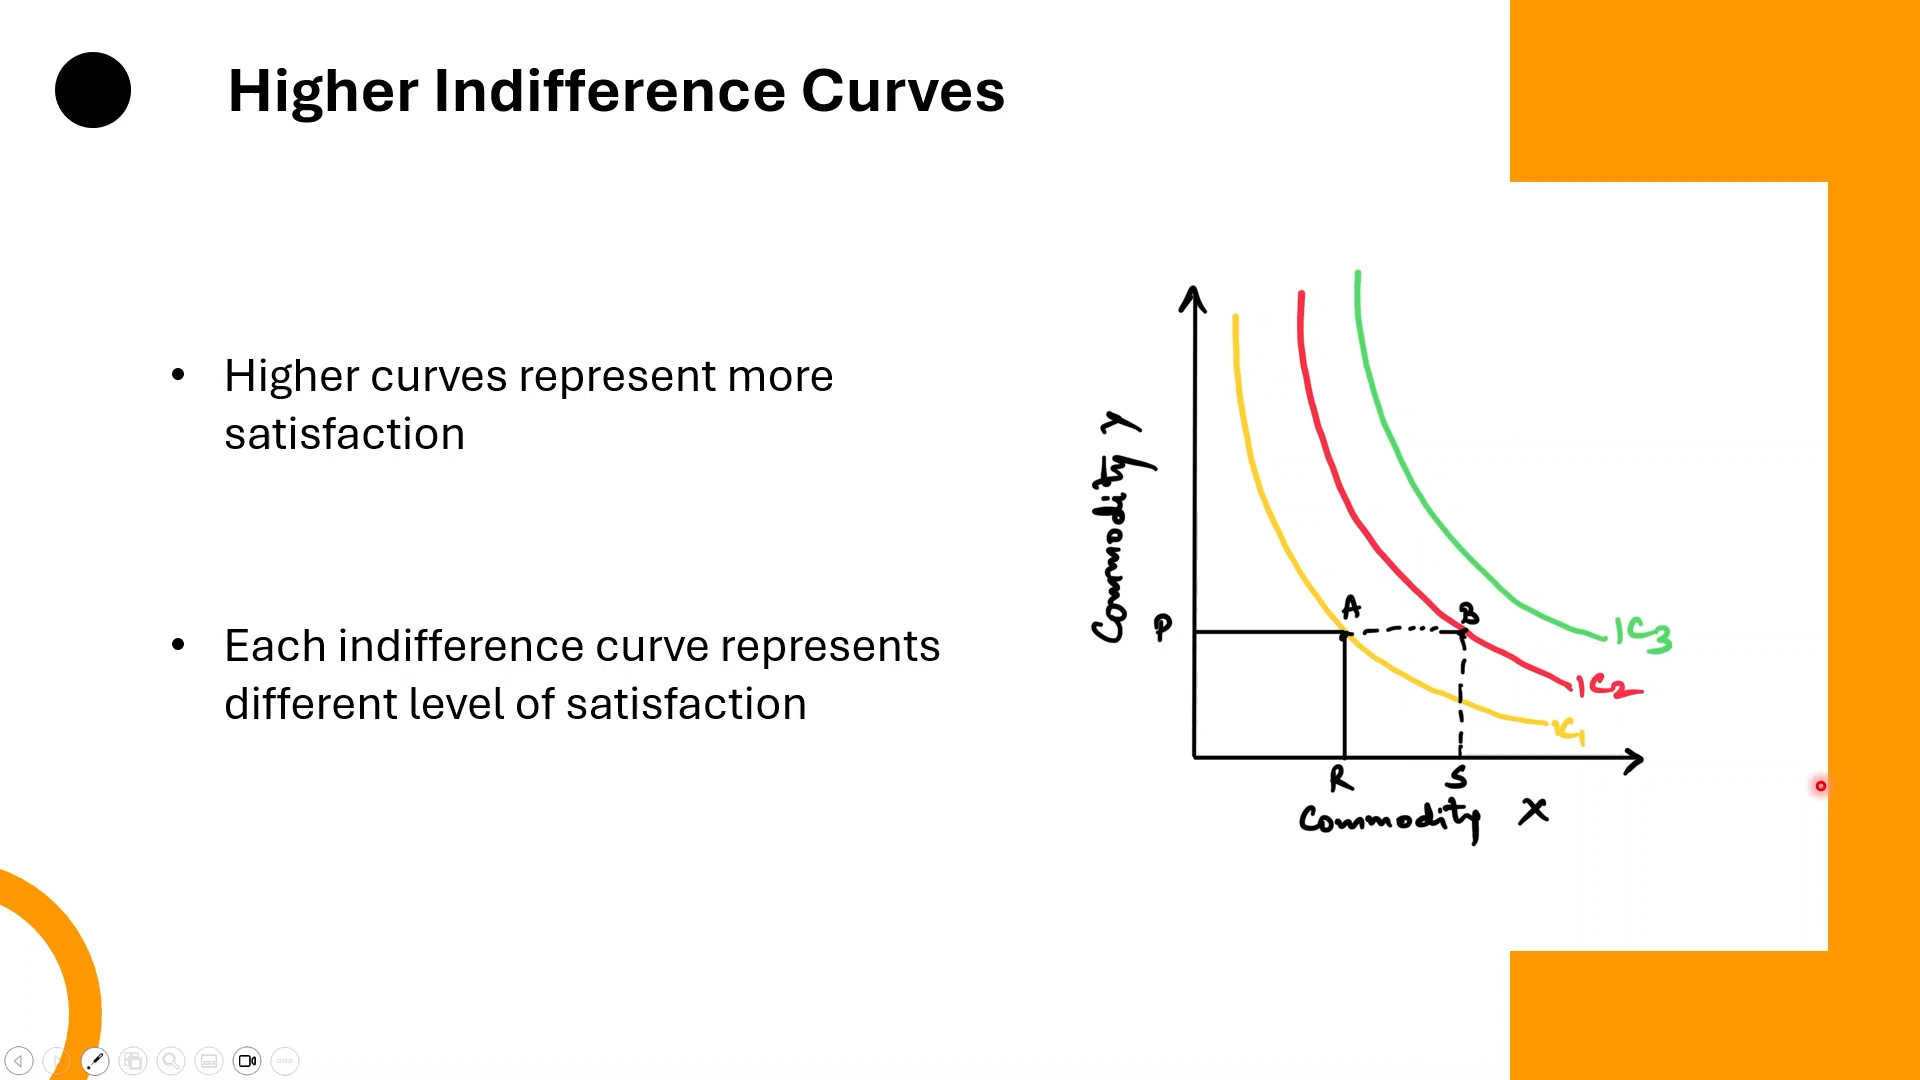 Higher Indifference Curves
• Higher curves represent more
satisfaction
• Each indifference curve represents
different level of satisfaction
Commodity Y
P
A
B
IC3
IC2
IC1
R
S
Commodity X